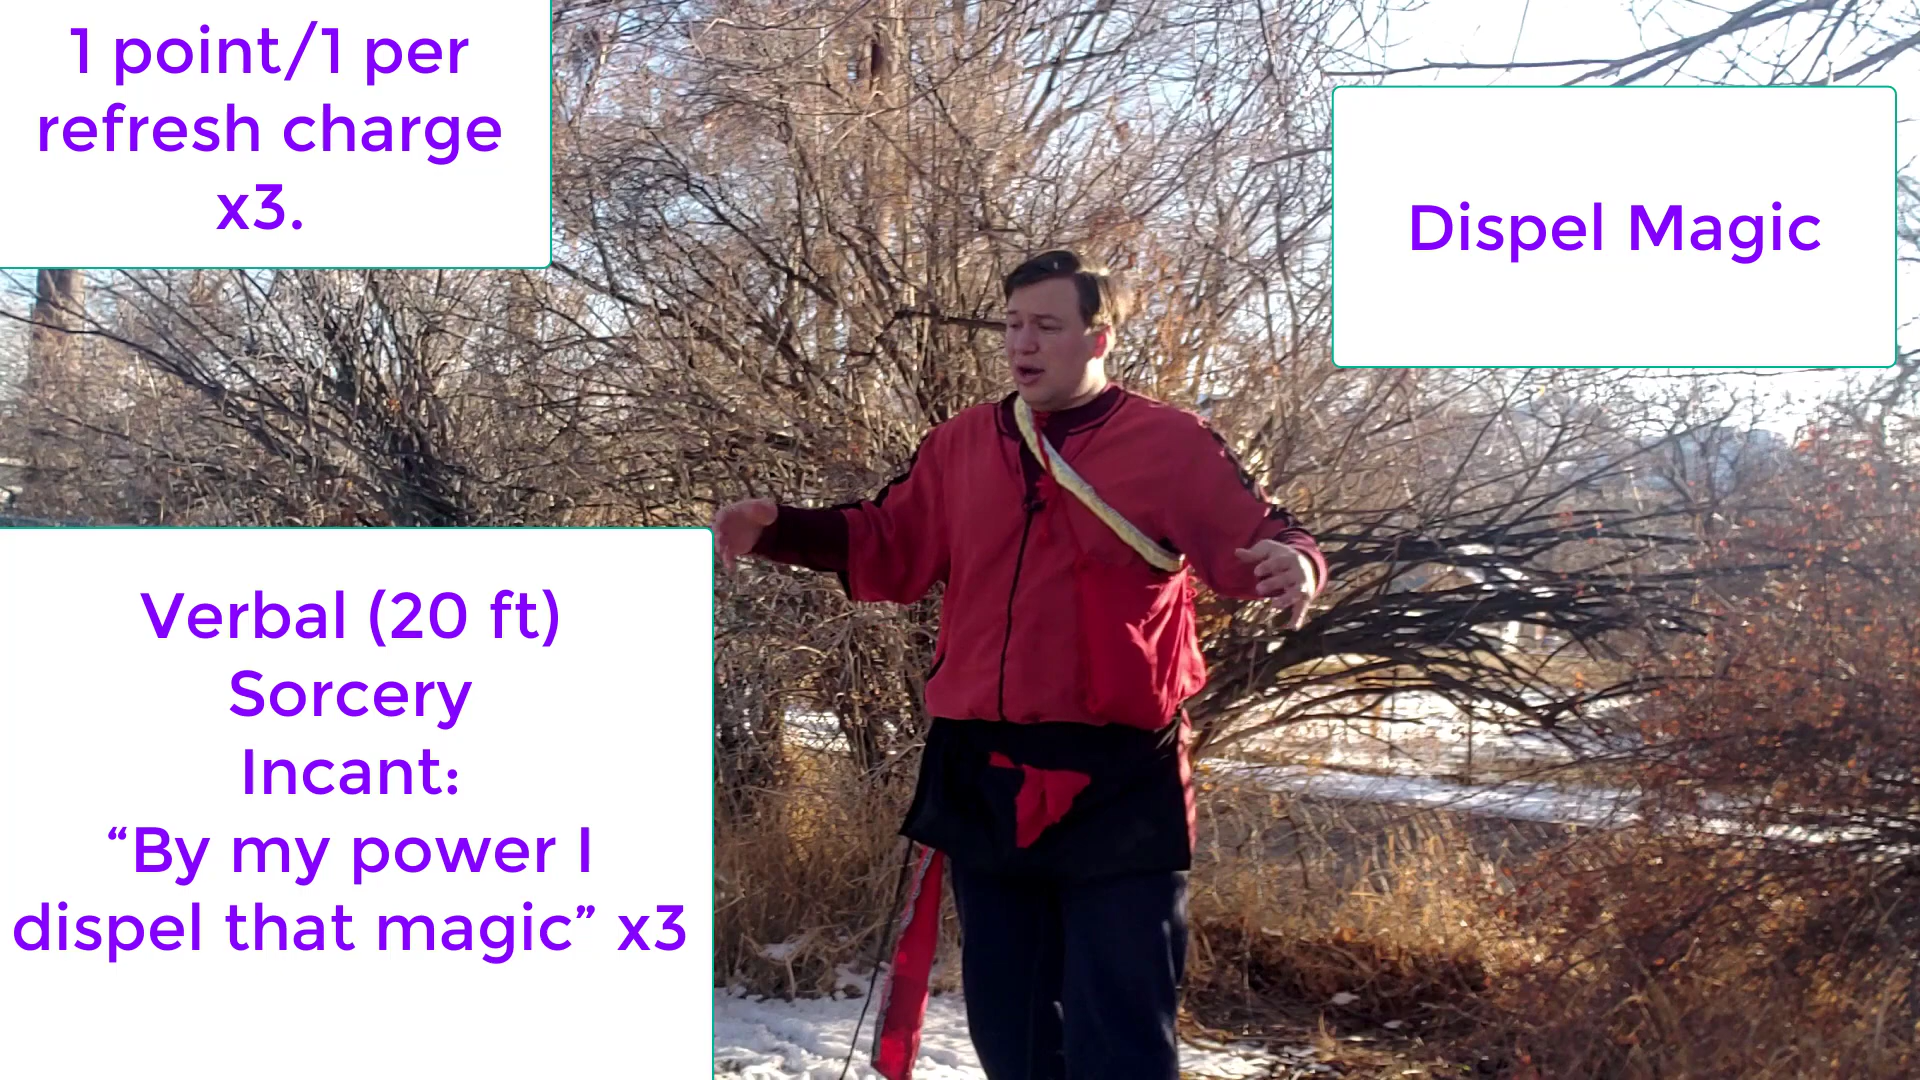 1 point/1 per
refresh charge
x3.
Dispel Magic
Verbal (20 ft)
Sorcery
Incant:
“By my power I
dispel that magic” x3